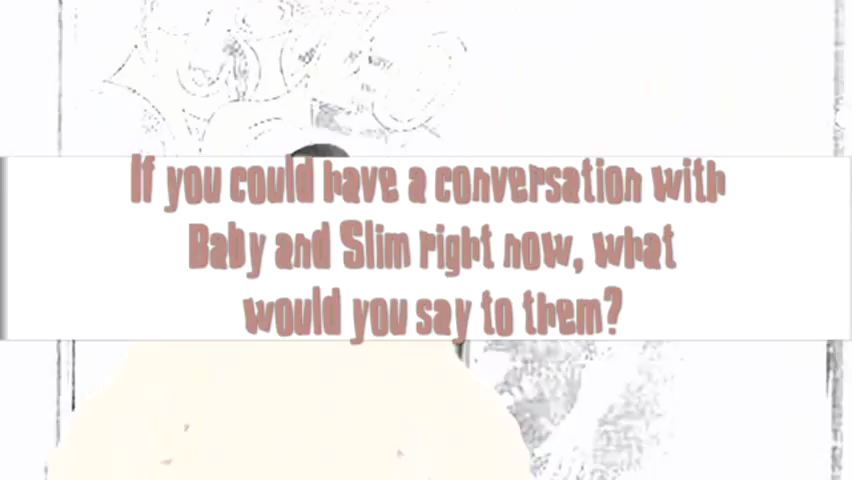 If you could have a conversation with
Baby and Slim right now, what
would you say to them?